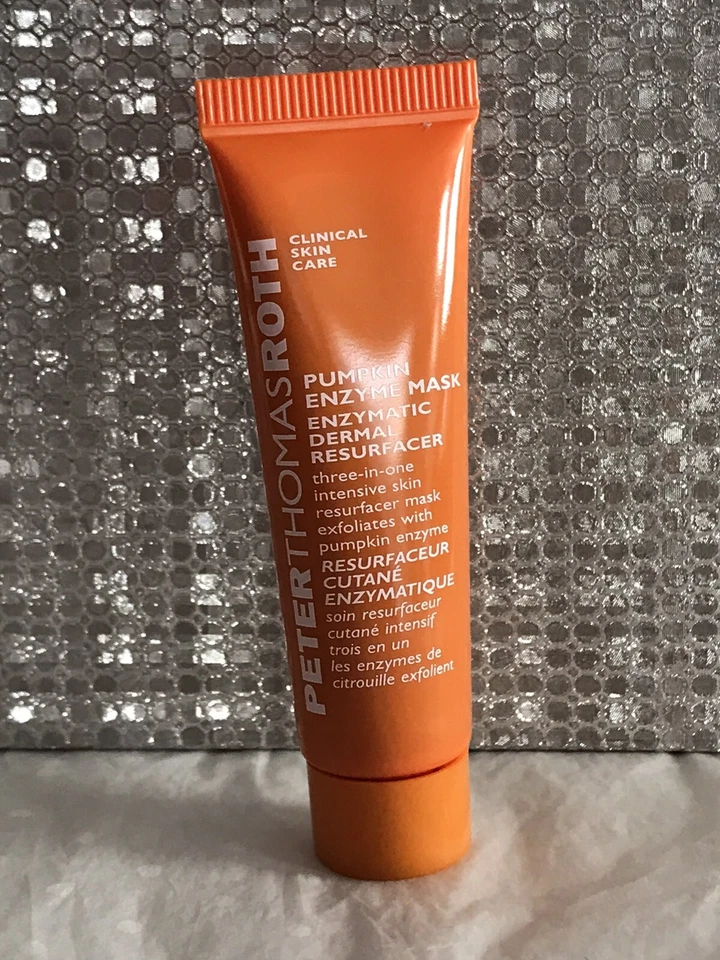 PETERTHOMASROTH
CLINICAL
SKIN
CARE
PUMPKIN
ENZYME MASK
ENZYMATIC
DERMAL
RESURFACER
three-in-one
intensive skin
resurfacer mask
exfoliates with
pumpkin enzyme
RESURFACEUR
CUTANÉ
ENZYMATIQUE
soin resurfaceur
cutané intensif
trois en un
les enzymes de
citrouille exfolient